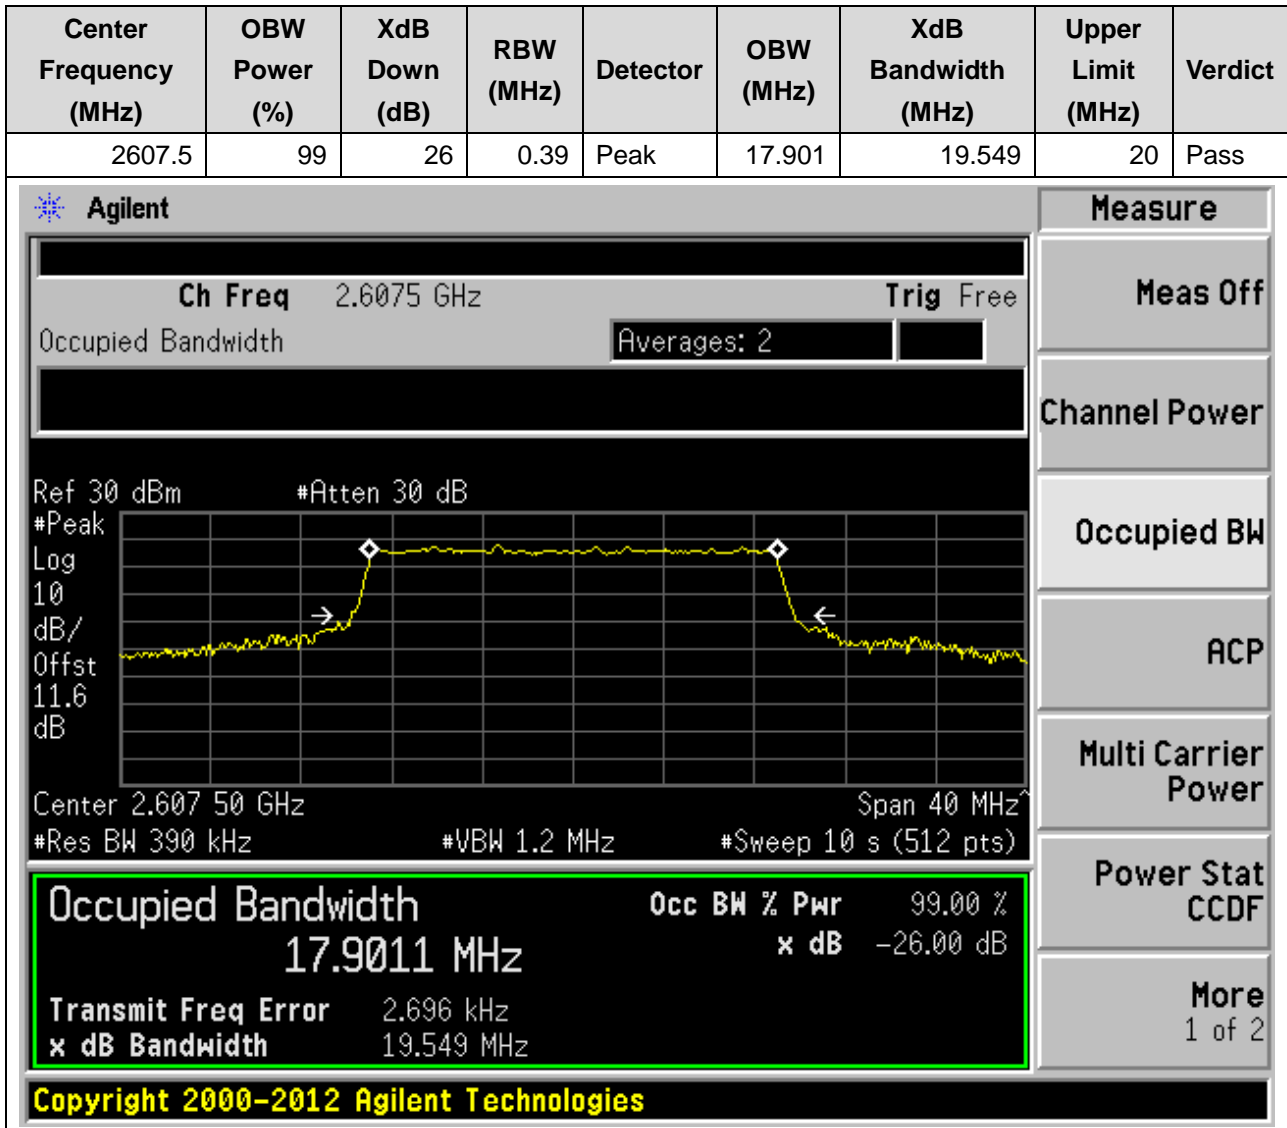 Center Frequency (MHz) OBW Power (%) XdB Down (dB) RBW (MHz) Detector OBW (MHz) XdB Bandwidth (MHz) Upper Limit (MHz) Verdict
2607.5 99 26 0.39 Peak 17.901 19.549 20 Pass
Agilent
Measure
Ch Freq 2.6075 GHz Trig Free
Meas Off
Occupied Bandwidth Averages: 2
Channel Power
Ref 30 dBm #Atten 30 dB
#Peak
Log
10
dB/
Offst
11.6
dB
Occupied BW
ACP
Multi Carrier
Power
Center 2.607 50 GHz Span 40 MHz^
#Res BW 390 kHz #VBW 1.2 MHz #Sweep 10 s (512 pts)
Power Stat
CCDF
Occupied Bandwidth Occ BW % Pwr 99.00 %
17.9011 MHz x dB -26.00 dB
Transmit Freq Error 2.696 kHz
x dB Bandwidth 19.549 MHz
More
1 of 2
Copyright 2000-2012 Agilent Technologies